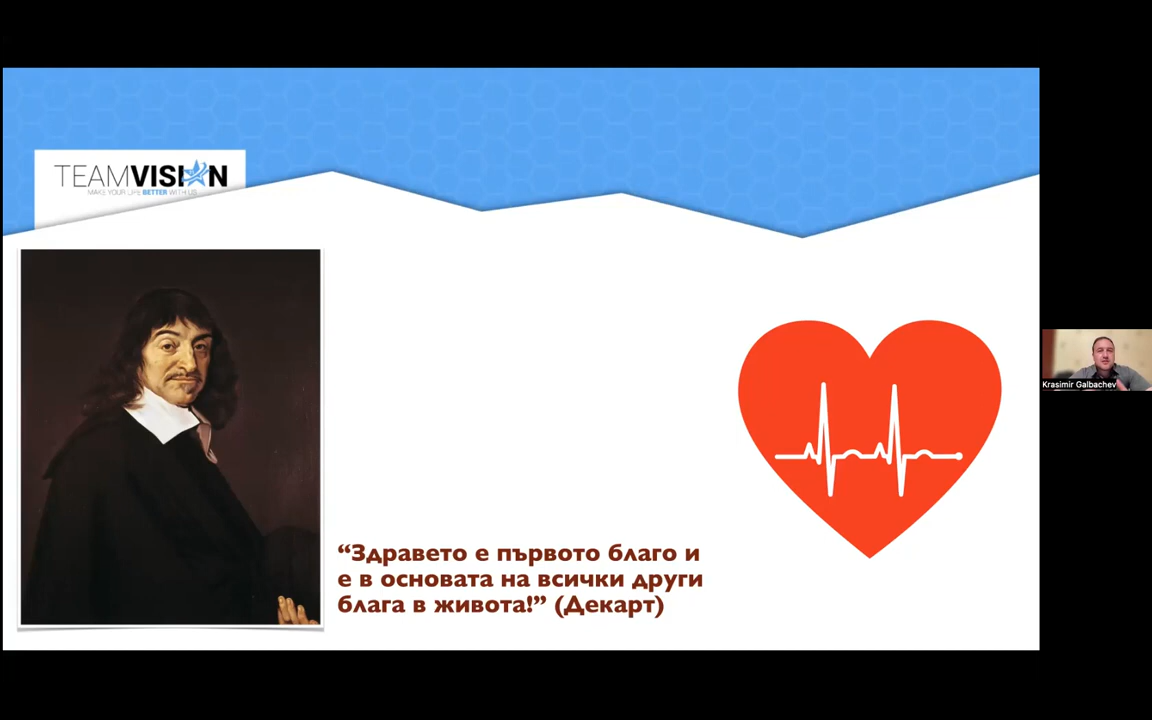 TEAMVISION
MAKE YOUR LIFE BETTER WITH US
“Здравето е първото благо и
е в основата на всички други
блага в живота!” (Декарт)
Krasimir Galbachev